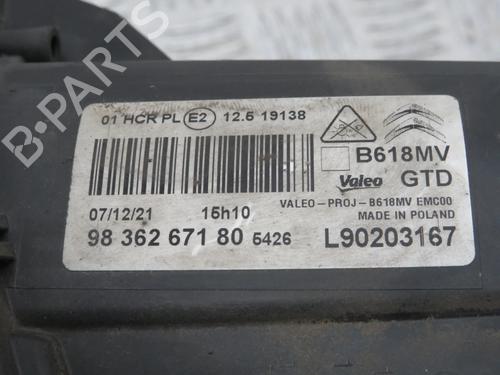 01 HCR PL E2 12.5 19138
B618MV
Valeo GTD
07/12/21 15h10
VALEO-PROJ-B618MV EMC00
MADE IN POLAND
98 362 671 80 5426 L90203167